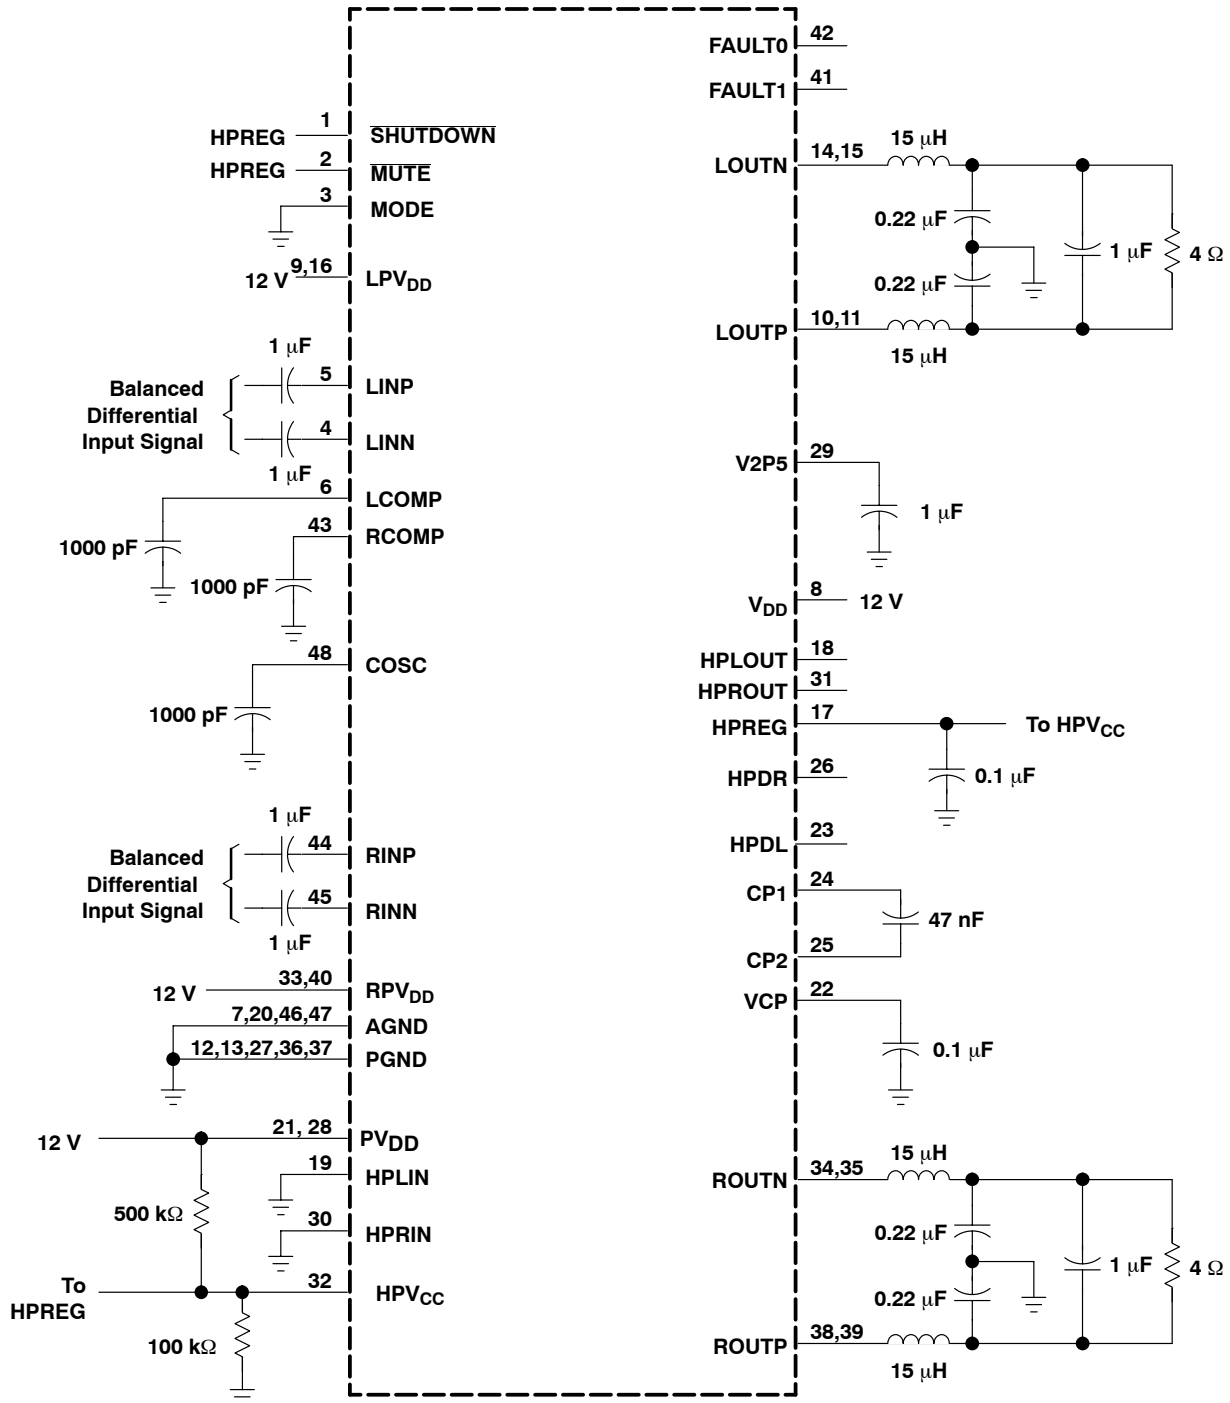 FAULT0 42
FAULT1 41
HPREG 1 SHUTDOWN
HPREG 2 MUTE
3 MODE
12 V 9,16 LPVDD
1 μF
Balanced
Differential
Input Signal
5 LINP
4 LINN
1 μF
6 LCOMP
1000 pF
43 RCOMP
1000 pF
48 COSC
1000 pF
1 μF
Balanced
Differential
Input Signal
44 RINP
45 RINN
1 μF
12 V 33,40 RPVDD
7,20,46,47 AGND
12,13,27,36,37 PGND
12 V 21, 28 PVDD
19 HPLIN
500 kΩ
30 HPRIN
To
HPREG
32 HPVCC
100 kΩ
LOUTN 14,15 15 μH
0.22 μF
0.22 μF
1 μF
4 Ω
LOUTP 10,11
15 μH
V2P5 29
1 μF
VDD 8 12 V
HPLOUT 18
HPROUT 31
HPREG 17 To HPVCC
0.1 μF
HPDR 26
HPDL 23
CP1 24
47 nF
CP2 25
VCP 22
0.1 μF
ROUTN 34,35 15 μH
0.22 μF
0.22 μF
1 μF
4 Ω
ROUTP 38,39
15 μH